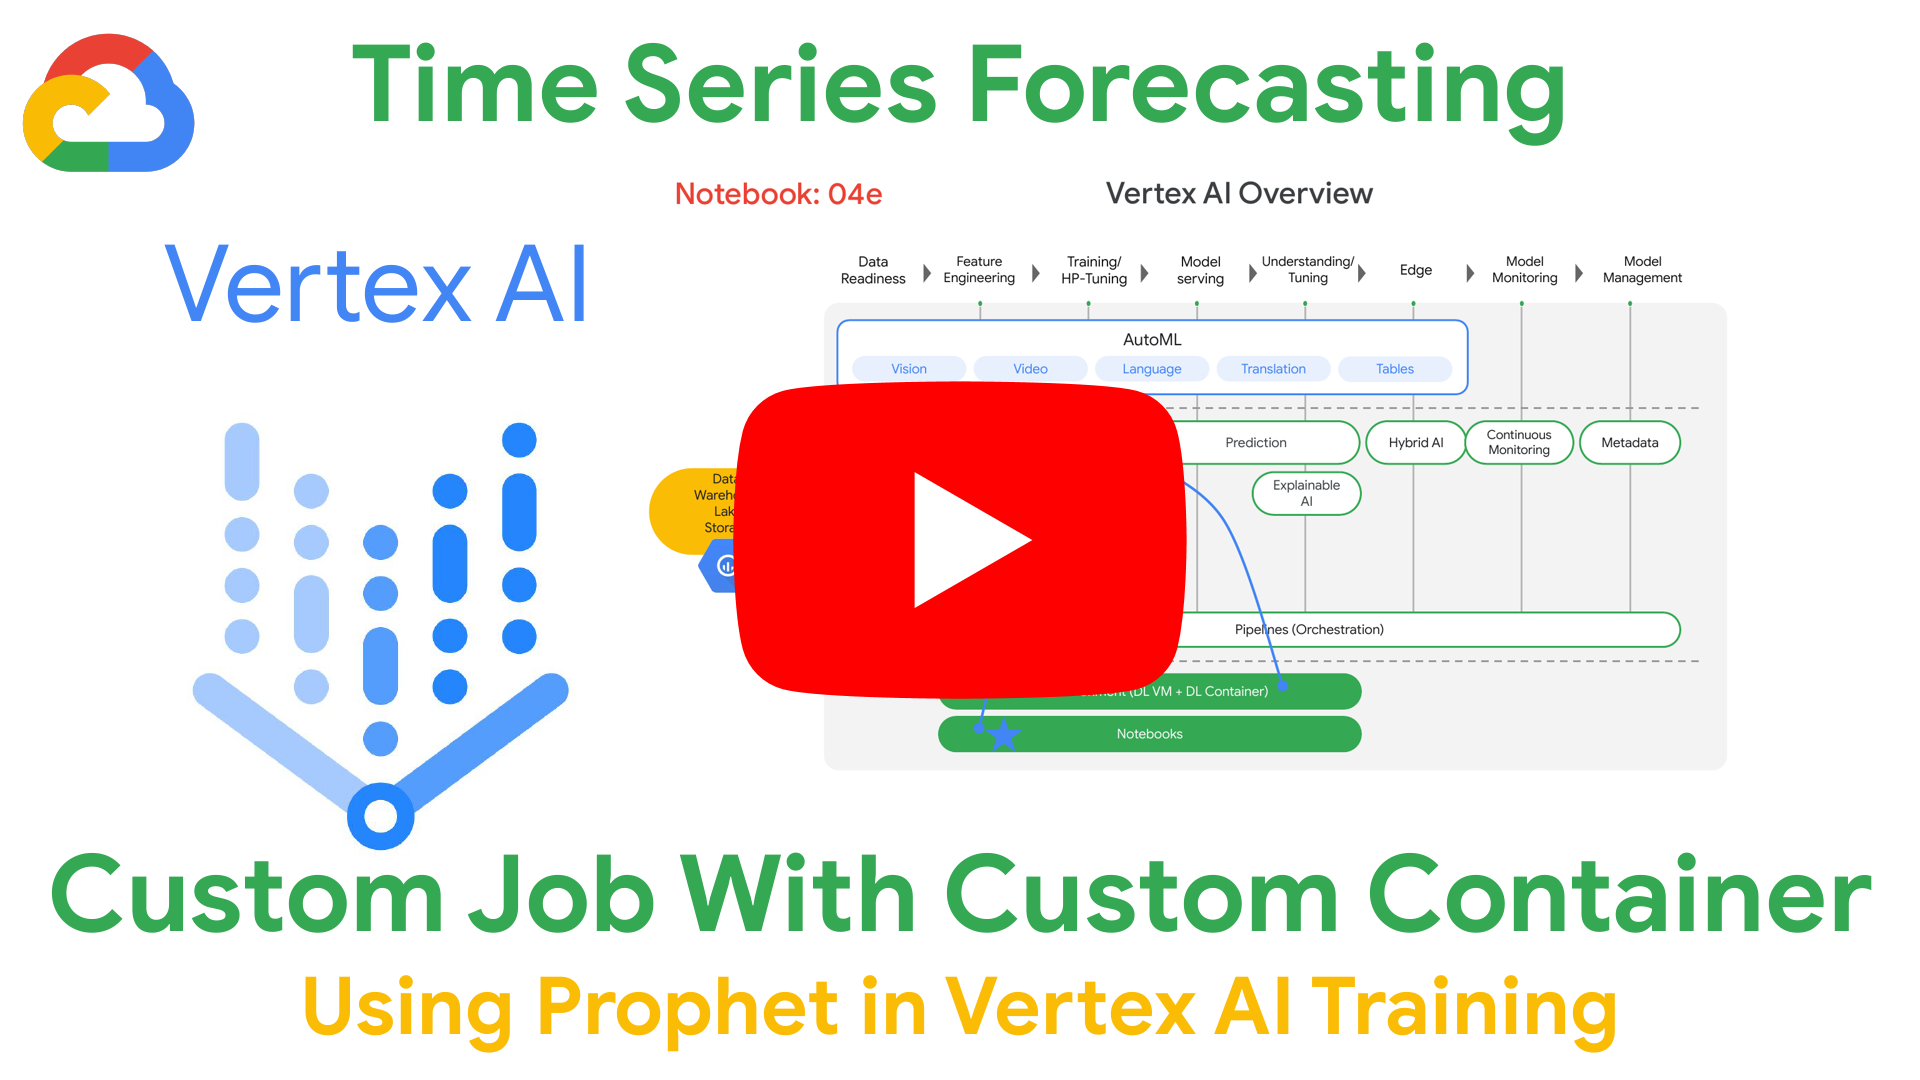 Time Series Forecasting
Notebook: 04e
Vertex AI Overview
Vertex AI
Data
Readiness
Feature
Engineering
Training/
HP-Tuning
Model
serving
Understanding/
Tuning
Edge
Model
Monitoring
Model
Management
AutoML
Vision
Video
Language
Translation
Tables
Prediction
Hybrid AI
Continuous
Monitoring
Metadata
Explainable
AI
Data
Pipelines (Orchestration)
(DL VM + DL Container)
Notebooks
Custom Job With Custom Container
Using Prophet in Vertex AI Training